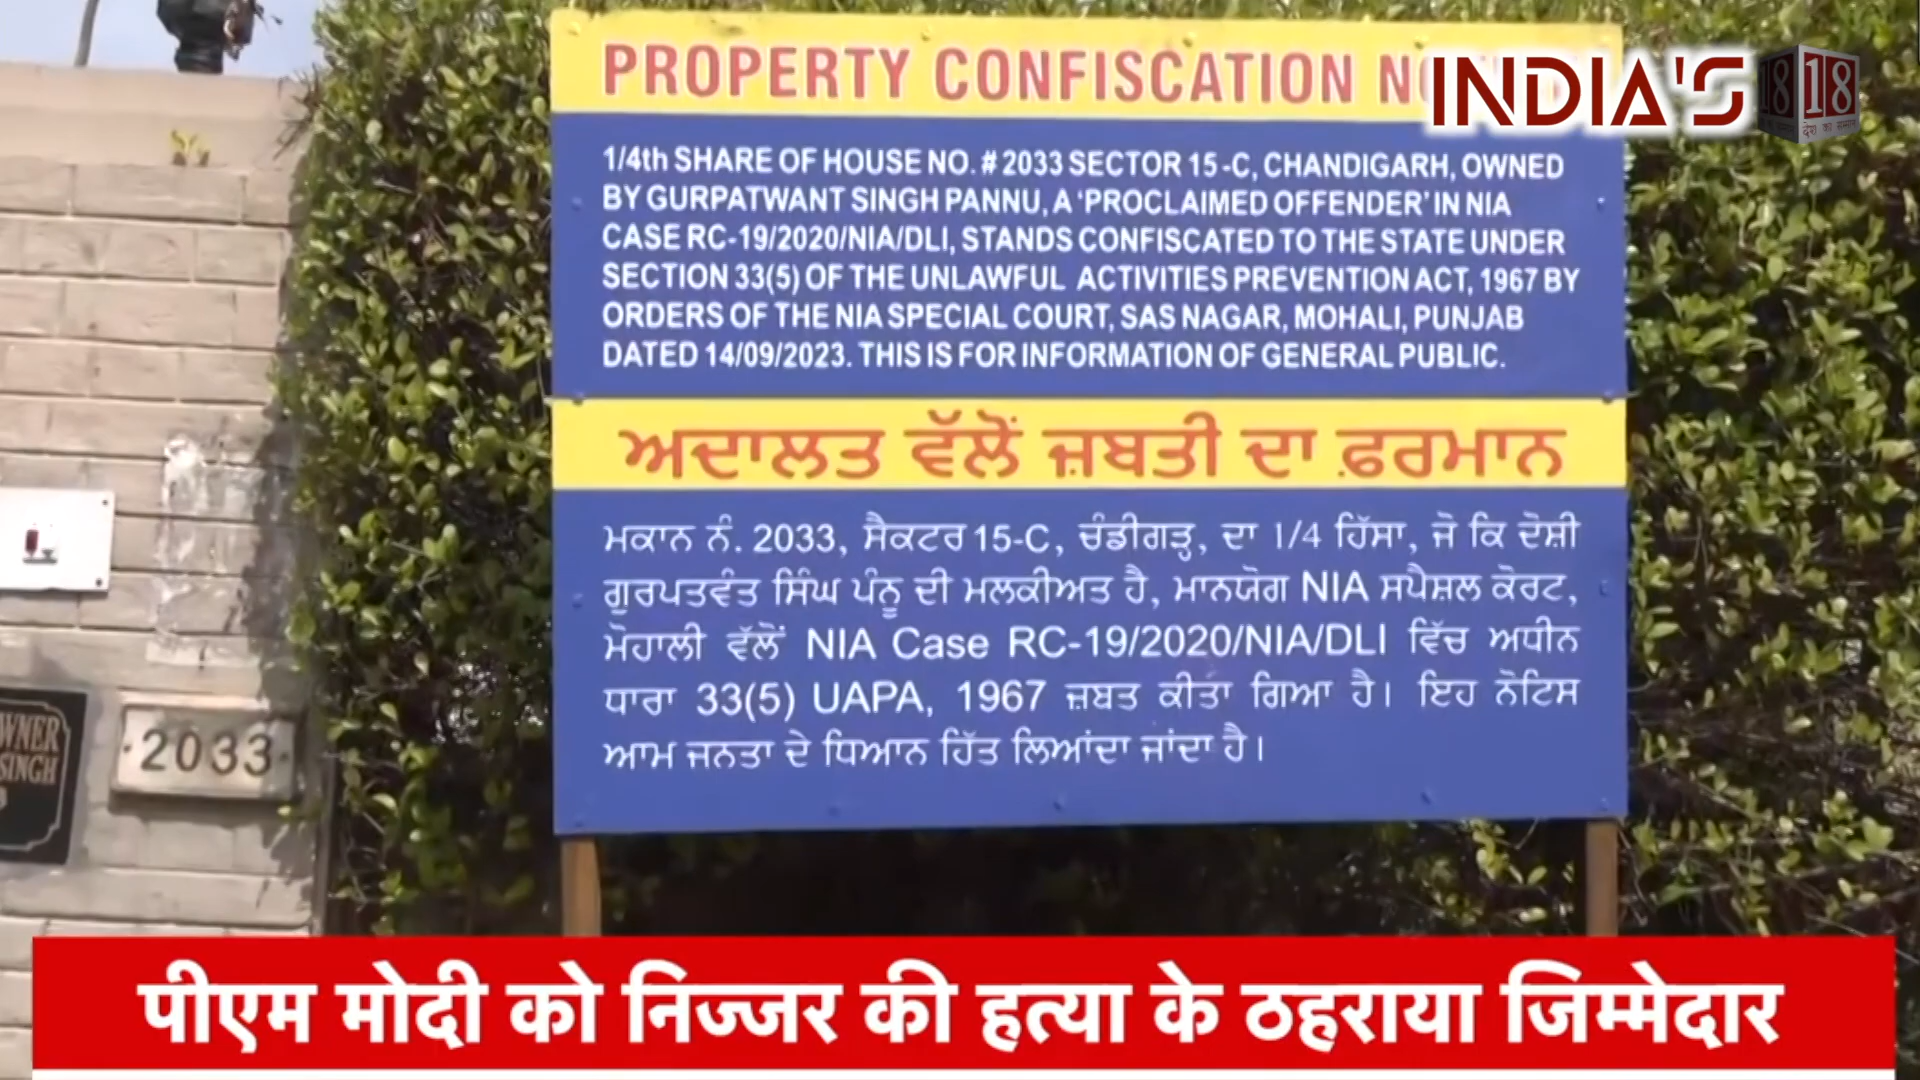 PROPERTY CONFISCATION
INDIA'S 18 18
देश का सम्मान
1/4th SHARE OF HOUSE NO. # 2033 SECTOR 15-C, CHANDIGARH, OWNED
BY GURPATWANT SINGH PANNU, A 'PROCLAIMED OFFENDER' IN NIA
CASE RC-19/2020/NIA/DLI, STANDS CONFISCATED TO THE STATE UNDER
SECTION 33(5) OF THE UNLAWFUL ACTIVITIES PREVENTION ACT, 1967 BY
ORDERS OF THE NIA SPECIAL COURT, SAS NAGAR, MOHALI, PUNJAB
DATED 14/09/2023. THIS IS FOR INFORMATION OF GENERAL PUBLIC.
ਅਦਾਲਤ ਵੱਲੋਂ ਜ਼ਬਤੀ ਦਾ ਫ਼ਰਮਾਨ
ਮਕਾਨ ਨੰ. 2033, ਸੈਕਟਰ 15-C, ਚੰਡੀਗੜ੍ਹ, ਦਾ 1/4 ਹਿੱਸਾ, ਜੋ ਕਿ ਦੋਸ਼ੀ
ਗੁਰਪਤਵੰਤ ਸਿੰਘ ਪੰਨੂ ਦੀ ਮਲਕੀਅਤ ਹੈ, ਮਾਨਯੋਗ NIA ਸਪੈਸ਼ਲ ਕੋਰਟ,
ਮੋਹਾਲੀ ਵੱਲੋਂ NIA Case RC-19/2020/NIA/DLI ਵਿੱਚ ਅਧੀਨ
ਧਾਰਾ 33(5) UAPA, 1967 ਜ਼ਬਤ ਕੀਤਾ ਗਿਆ ਹੈ। ਇਹ ਨੋਟਿਸ
ਆਮ ਜਨਤਾ ਦੇ ਧਿਆਨ ਹਿੱਤ ਲਿਆਂਦਾ ਜਾਂਦਾ ਹੈ।
SINGH
2033
पीएम मोदी को निज्जर की हत्या के ठहराया जिम्मेदार